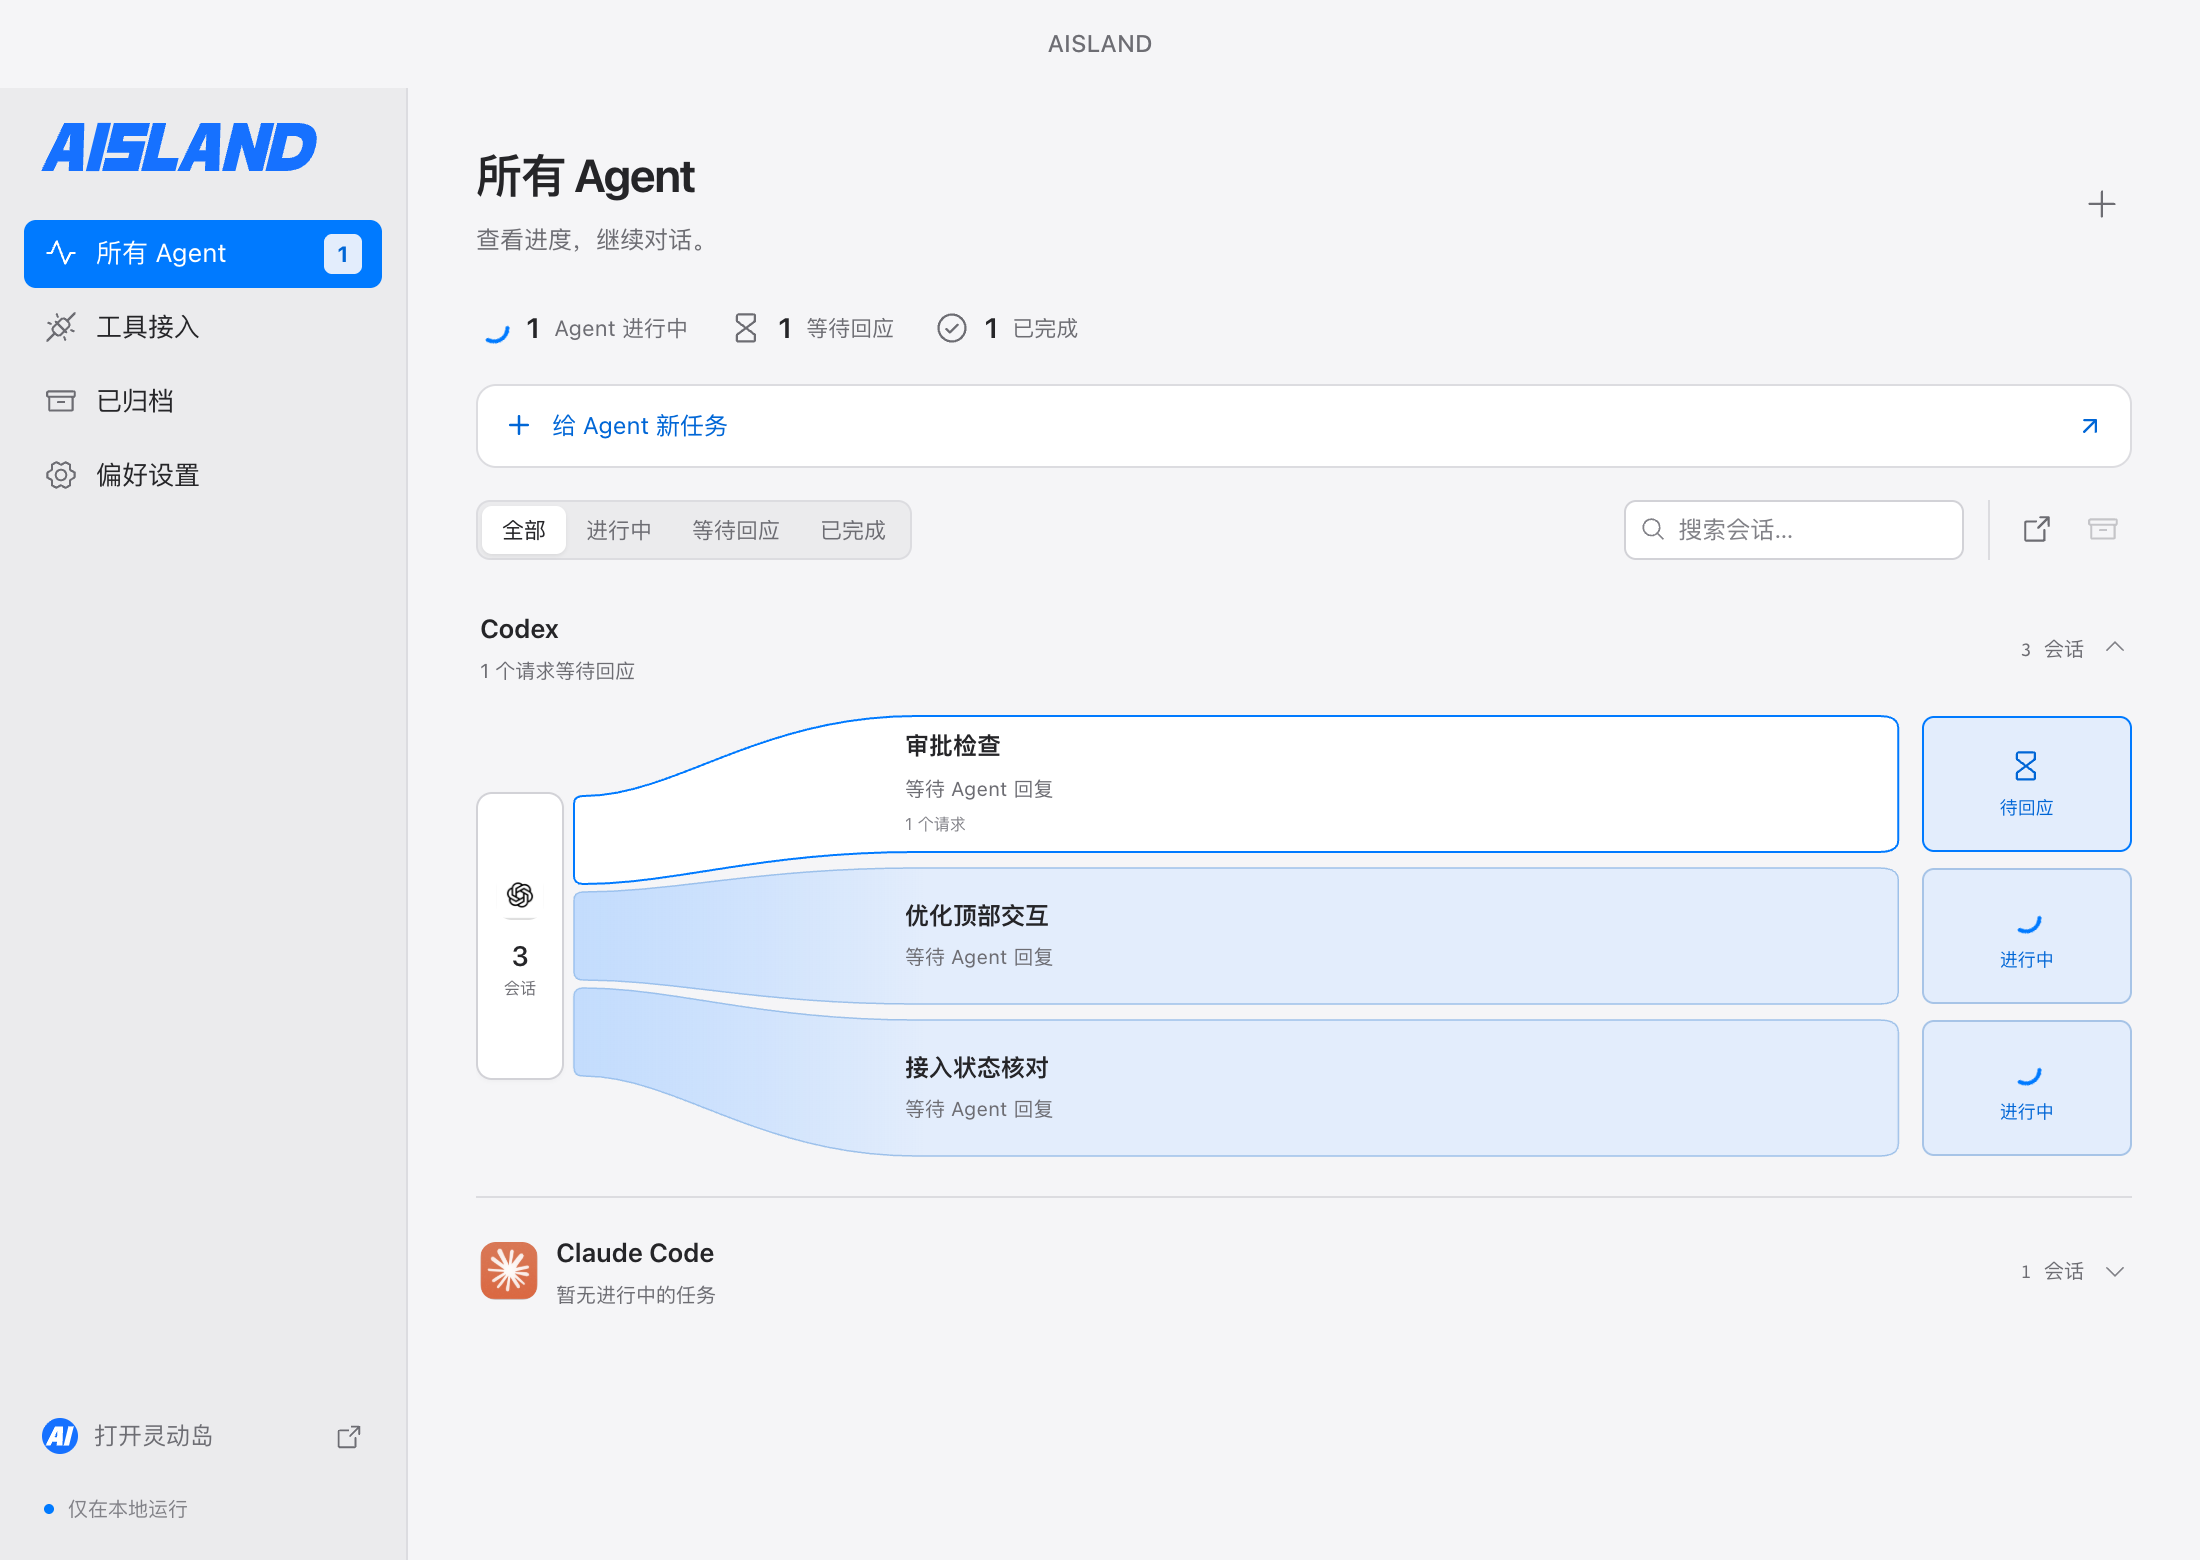 AISLAND
AISLAND
所有 Agent
1
工具接入
已归档
偏好设置
打开灵动岛
仅在本地运行
所有 Agent
查看进度，继续对话。
1 Agent 进行中
1 等待回应
1 已完成
给 Agent 新任务
全部
进行中
等待回应
已完成
搜索会话...
Codex
1 个请求等待回应
3 会话
3
会话
审批检查
等待 Agent 回复
1 个请求
待回应
优化顶部交互
等待 Agent 回复
进行中
接入状态核对
等待 Agent 回复
进行中
Claude Code
暂无进行中的任务
1 会话
AI